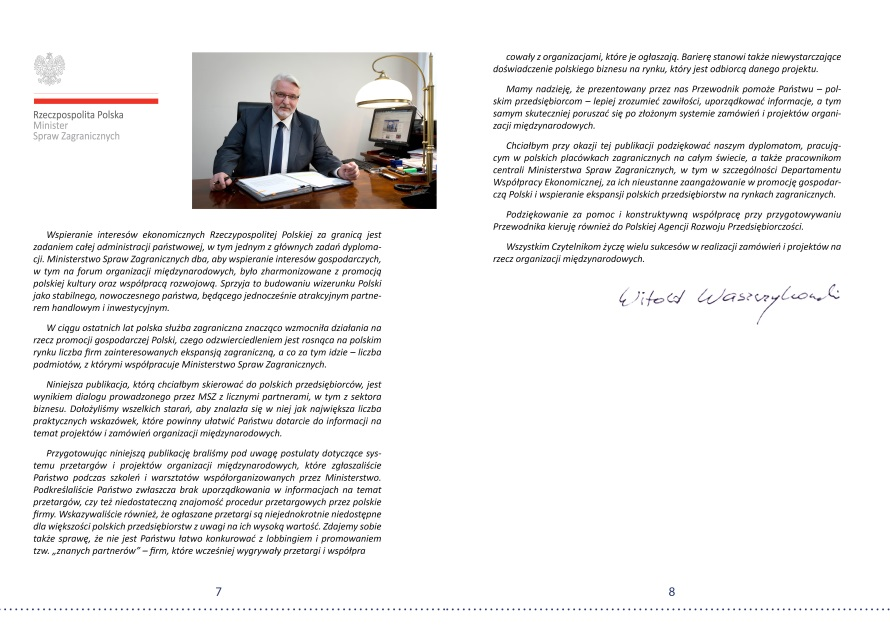 Rzeczpospolita Polska
Minister
Spraw Zagranicznych
Wspieranie interesów ekonomicznych Rzeczypospolitej Polskiej za granicą jest
zadaniem całej administracji państwowej, w tym jednym z głównych zadań dyploma-
cji. Ministerstwo Spraw Zagranicznych dba, aby wspieranie interesów gospodarczych,
w tym na forum organizacji międzynarodowych, było zharmonizowane z promocją
polskiej kultury oraz współpracą rozwojową. Sprzyja to budowaniu wizerunku Polski
jako stabilnego, nowoczesnego państwa, będącego jednocześnie atrakcyjnym partne-
rem handlowym i inwestycyjnym.
W ciągu ostatnich lat polska służba zagraniczna znacząco wzmocniła działania na
rzecz promocji gospodarczej Polski, czego odzwierciedleniem jest rosnąca na polskim
rynku liczba firm zainteresowanych ekspansją zagraniczną, a co za tym idzie – liczba
podmiotów, z którymi współpracuje Ministerstwo Spraw Zagranicznych.
Niniejsza publikacja, którą chciałbym skierować do polskich przedsiębiorców, jest
wynikiem dialogu prowadzonego przez MSZ z licznymi partnerami, w tym z sektora
biznesu. Dołożyliśmy wszelkich starań, aby znalazła się w niej jak największa liczba
praktycznych wskazówek, które powinny ułatwić Państwu dotarcie do informacji na
temat projektów i zamówień organizacji międzynarodowych.
Przygotowując niniejszą publikację braliśmy pod uwagę postulaty dotyczące sys-
temu przetargów i projektów organizacji międzynarodowych, które zgłaszaliście
Państwo podczas szkoleń i warsztatów współorganizowanych przez Ministerstwo.
Podkreślaliście Państwo zwłaszcza brak uporządkowania w informacjach na temat
przetargów, czy też niedostateczną znajomość procedur przetargowych przez polskie
firmy. Wskazywaliście również, że ogłaszane przetargi są niejednokrotnie niedostępne
dla większości polskich przedsiębiorstw z uwagi na ich wysoką wartość. Zdajemy sobie
także sprawę, że nie jest Państwu łatwo konkurować z lobbingiem i promowaniem
tzw. „znanych partnerów” – firm, które wcześniej wygrywały przetargi i współpra
7
cowały z organizacjami, które je ogłaszają. Barierę stanowi także niewystarczające
doświadczenie polskiego biznesu na rynku, który jest odbiorcą danego projektu.
Mamy nadzieję, że prezentowany przez nas Przewodnik pomoże Państwu – pol-
skim przedsiębiorcom – lepiej zrozumieć zawiłości, uporządkować informacje, a tym
samym skuteczniej poruszać się po złożonym systemie zamówień i projektów organi-
zacji międzynarodowych.
Chciałbym przy okazji tej publikacji podziękować naszym dyplomatom, pracują-
cym w polskich placówkach zagranicznych na całym świecie, a także pracownikom
centrali Ministerstwa Spraw Zagranicznych, w tym w szczególności Departamentu
Współpracy Ekonomicznej, za ich nieustanne zaangażowanie w promocję gospodar-
czą Polski i wspieranie ekspansji polskich przedsiębiorstw na rynkach zagranicznych.
Podziękowanie za pomoc i konstruktywną współpracę przy przygotowywaniu
Przewodnika kieruję również do Polskiej Agencji Rozwoju Przedsiębiorczości.
Wszystkim Czytelnikom życzę wielu sukcesów w realizacji zamówień i projektów na
rzecz organizacji międzynarodowych.
Witold Waszczykowski
8